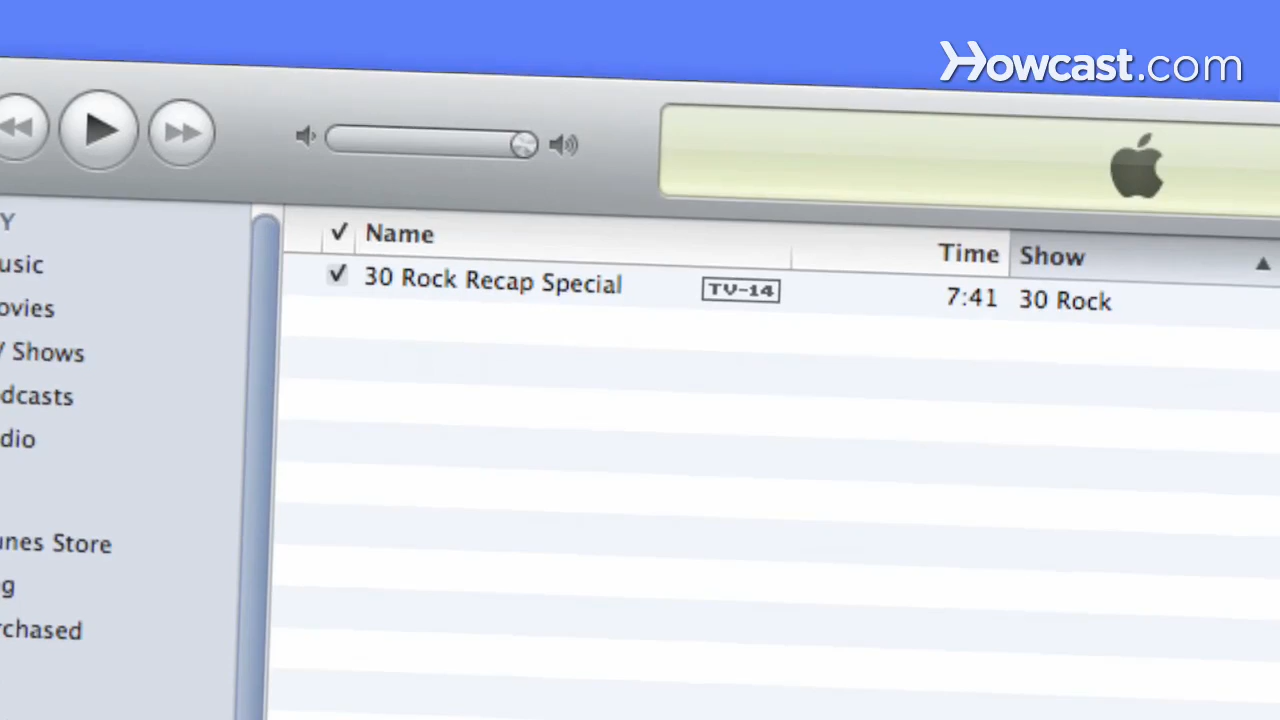 Howcast.com
Y
usic
ovies
Shows
dcasts
dio
unes Store
g
rchased
✓ Name Time Show ▲
✓ 30 Rock Recap Special TV-14 7:41 30 Rock